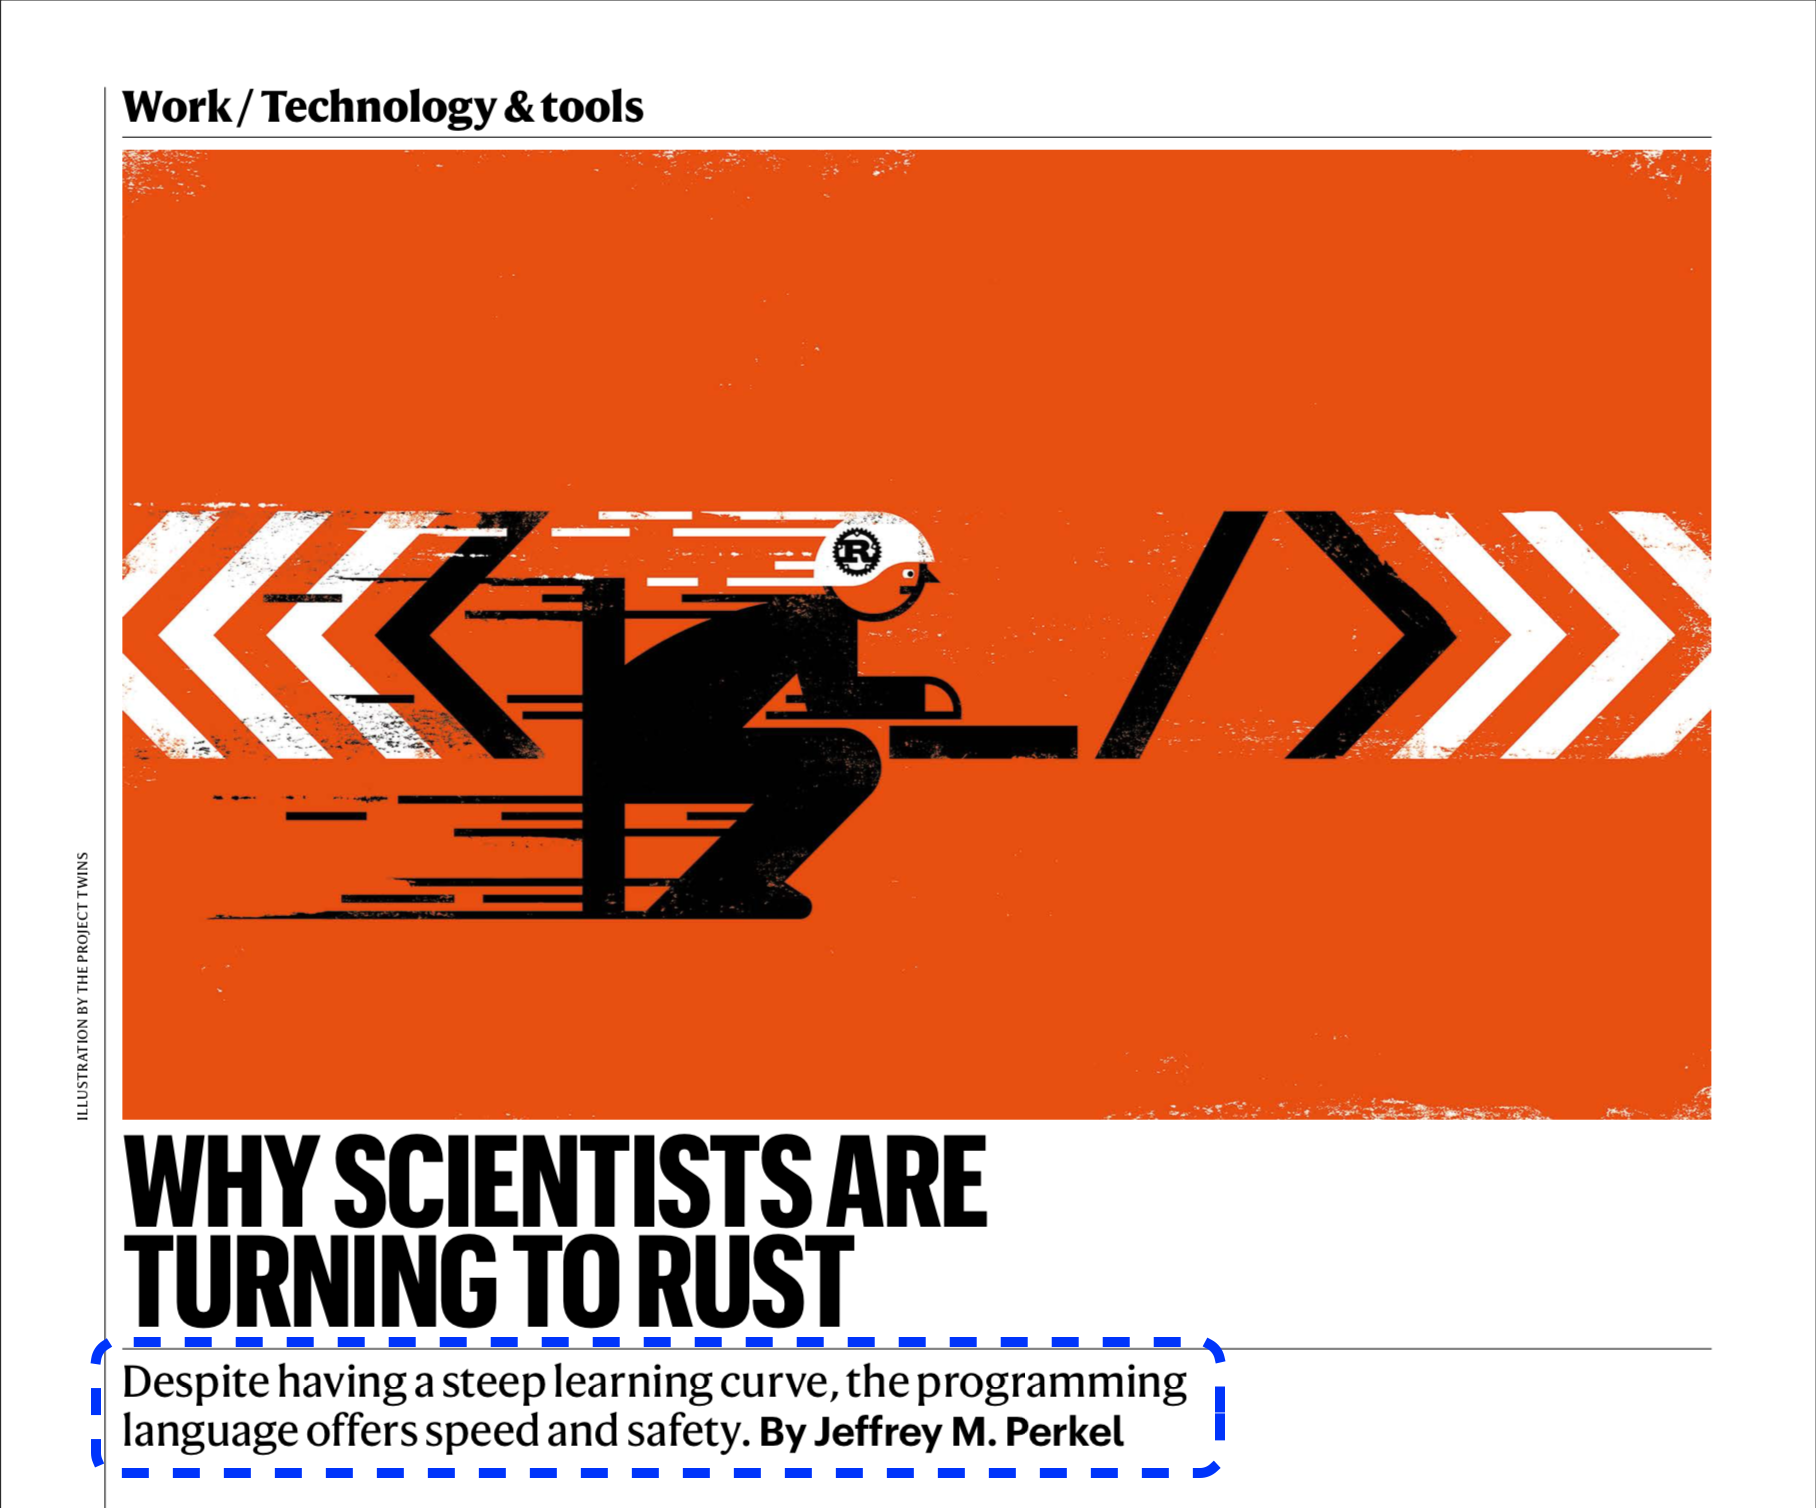 Work / Technology & tools
R
ILLUSTRATION BY THE PROJECT TWINS
WHY SCIENTISTS ARE
TURNING TO RUST
Despite having a steep learning curve, the programming
language offers speed and safety. By Jeffrey M. Perkel